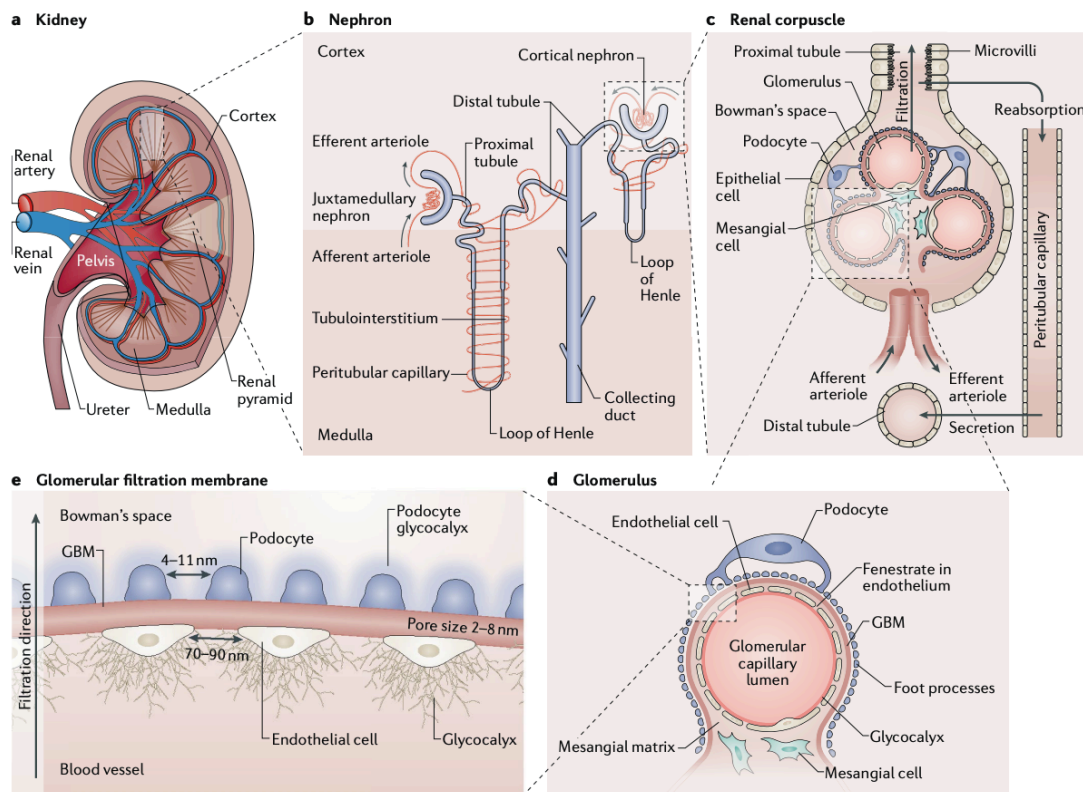 a Kidney
Cortex
Renal
artery
Renal
vein
Pelvis
Ureter
Medulla
Renal
pyramid
b Nephron
Cortex
Cortical nephron
Distal tubule
Efferent arteriole
Proximal
tubule
Juxtamedullary
nephron
Afferent arteriole
Loop
of
Henle
Tubulointerstitium
Peritubular capillary
Collecting
duct
Loop of Henle
Medulla
c Renal corpuscle
Proximal tubule
Microvilli
Glomerulus
Filtration
Bowman's space
Reabsorption
Podocyte
Epithelial
cell
Mesangial
cell
Peritubular capillary
Afferent
arteriole
Efferent
arteriole
Distal tubule
Secretion
e Glomerular filtration membrane
Filtration direction
Bowman's space
Podocyte
glycocalyx
GBM
4–11 nm
Podocyte
Pore size 2–8 nm
70–90 nm
Endothelial cell
Glycocalyx
Blood vessel
d Glomerulus
Endothelial cell
Podocyte
Fenestrate in
endothelium
GBM
Glomerular
capillary
lumen
Foot processes
Glycocalyx
Mesangial matrix
Mesangial cell